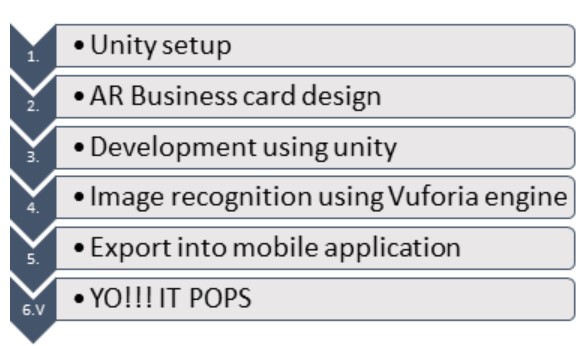 1. • Unity setup
2. • AR Business card design
3. • Development using unity
4. • Image recognition using Vuforia engine
5. • Export into mobile application
6.V • YO!!! IT POPS